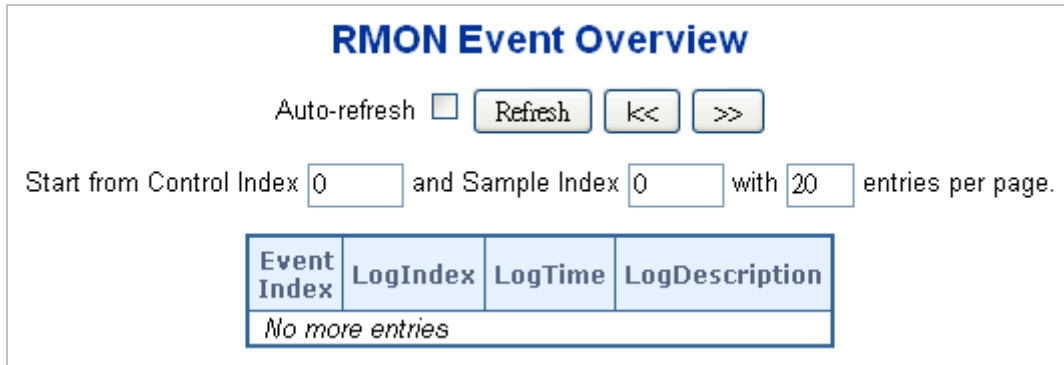 RMON Event Overview
Auto-refresh Refresh |<< >>
Start from Control Index 0 and Sample Index 0 with 20 entries per page.
Event Index LogIndex LogTime LogDescription
No more entries